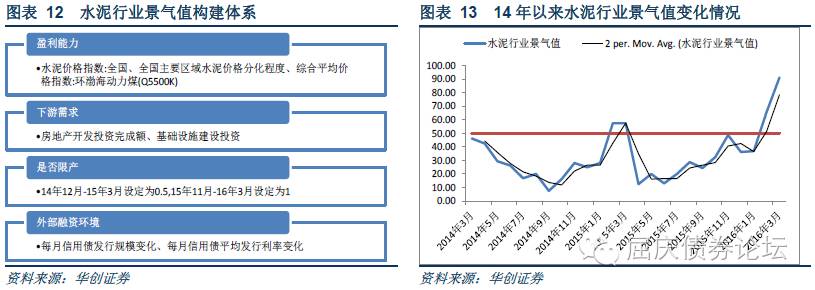 图表 12 水泥行业景气值构建体系
盈利能力
•水泥价格指数:全国、全国主要区域水泥价格分化程度、综合平均价
格指数:环渤海动力煤(Q5500K)
下游需求
•房地产开发投资完成额、基础设施建设投资
是否限产
•14年12月-15年3月设定为0.5,15年11月-16年3月设定为1
外部融资环境
•每月信用债发行规模变化、每月信用债平均发行利率变化
资料来源：华创证券
图表 13 14年以来水泥行业景气值变化情况
水泥行业景气值
2 per. Mov. Avg. (水泥行业景气值)
100.00
90.00
80.00
70.00
60.00
50.00
40.00
30.00
20.00
10.00
0.00
2014年3月
2014年5月
2014年7月
2014年9月
2014年11月
2015年1月
2015年3月
2015年5月
2015年7月
2015年9月
2015年11月
2016年1月
2016年3月
屈庆债券论坛
资料来源：华创证券